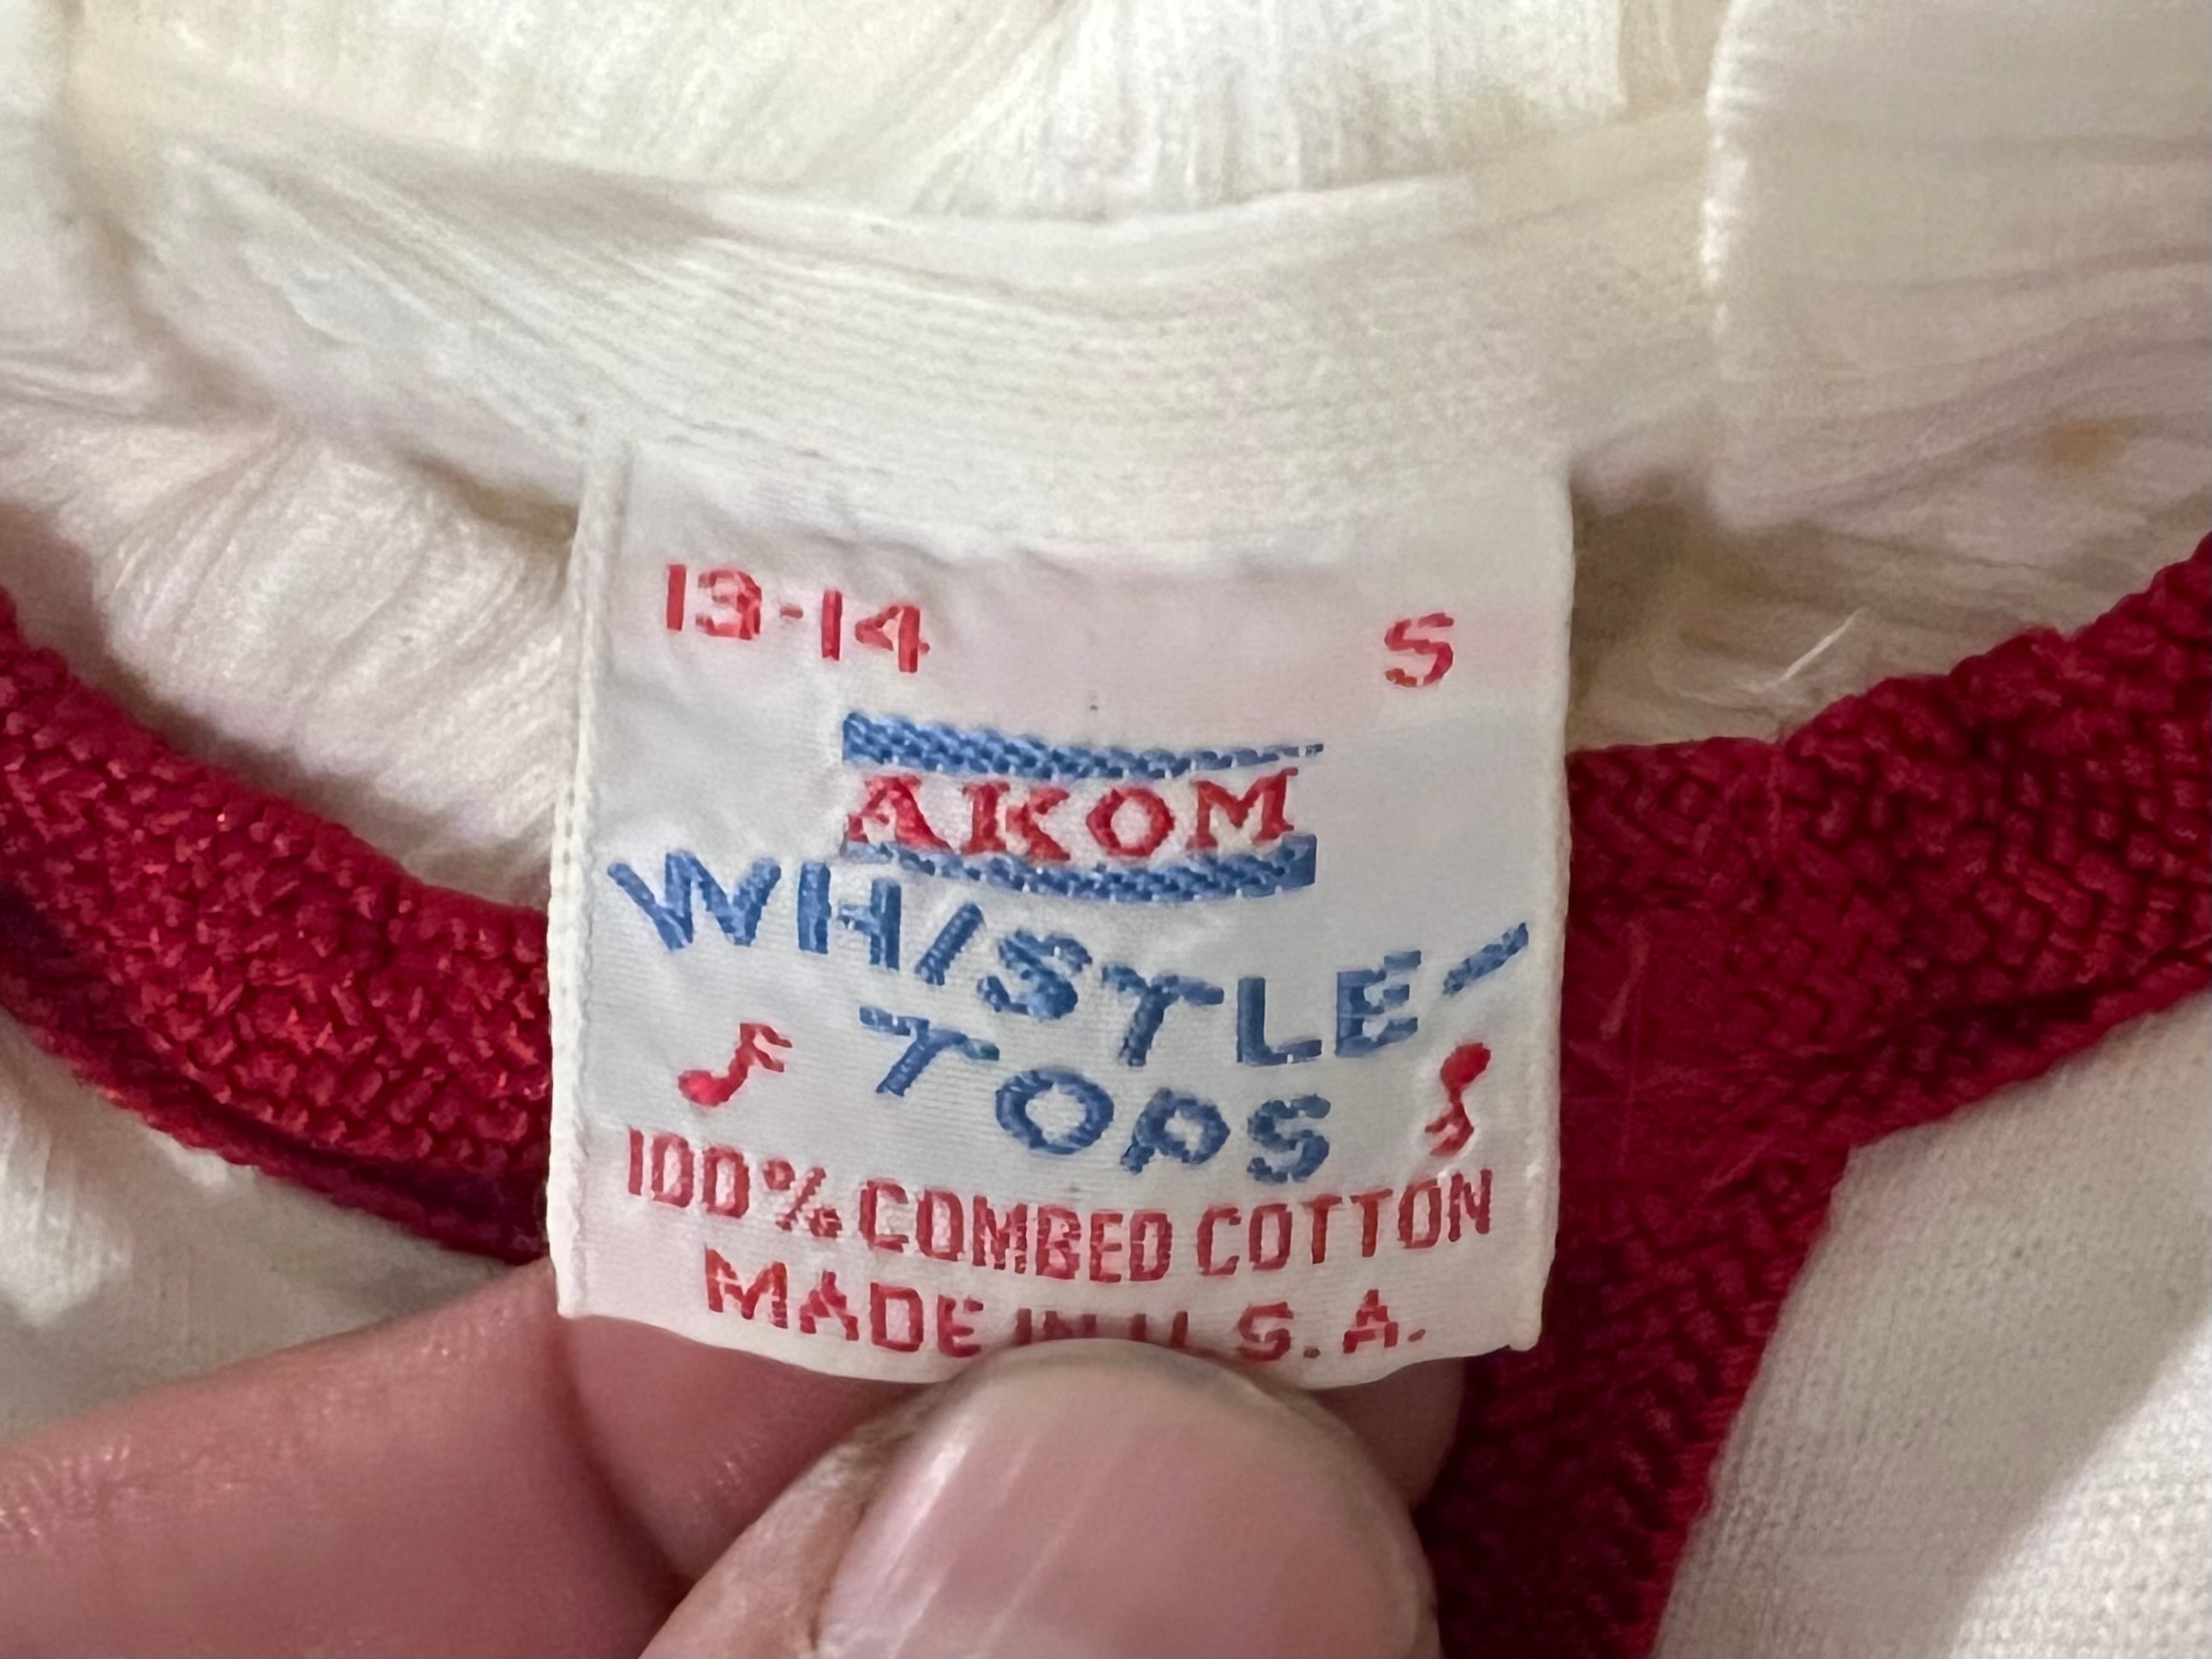 13-14 S
AKOM
WHISTLE-
TOPS
100% COMBED COTTON
MADE IN U.S.A.